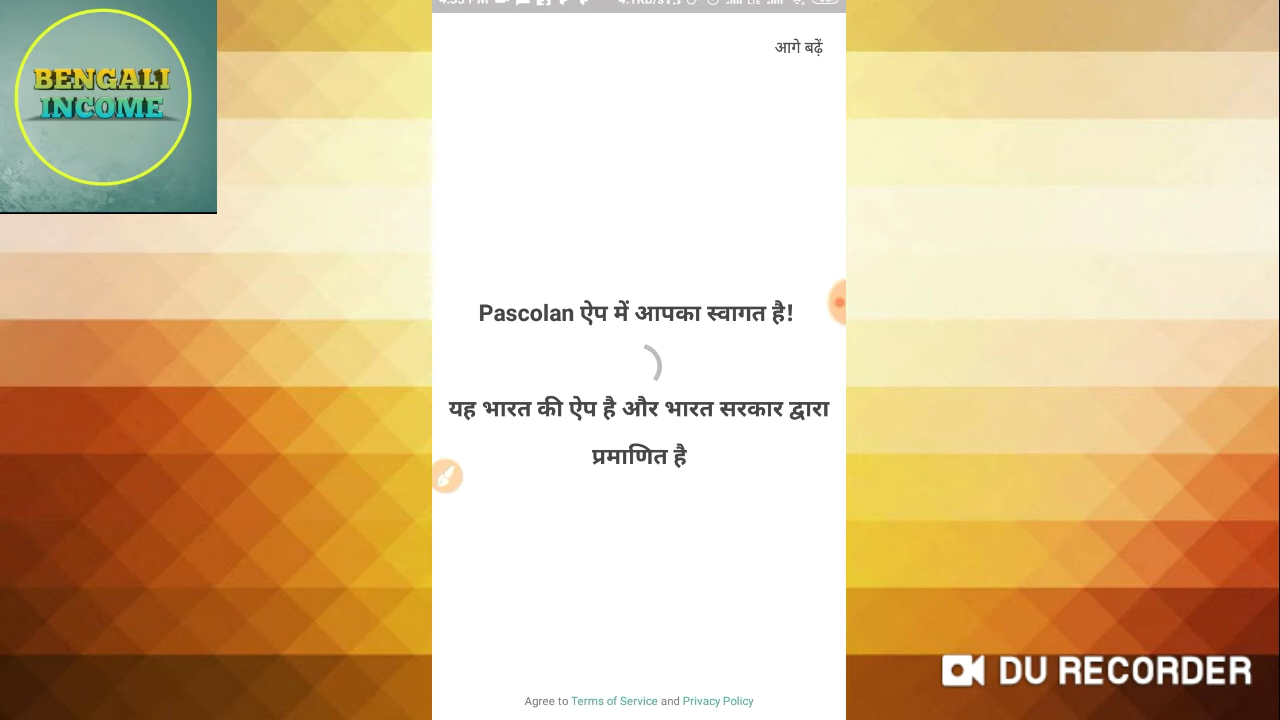 BENGALI
INCOME
आगे बढ़ें
Pascolan ऐप में आपका स्वागत है!
यह भारत की ऐप है और भारत सरकार द्वारा
प्रमाणित है
Agree to Terms of Service and Privacy Policy
DU RECORDER